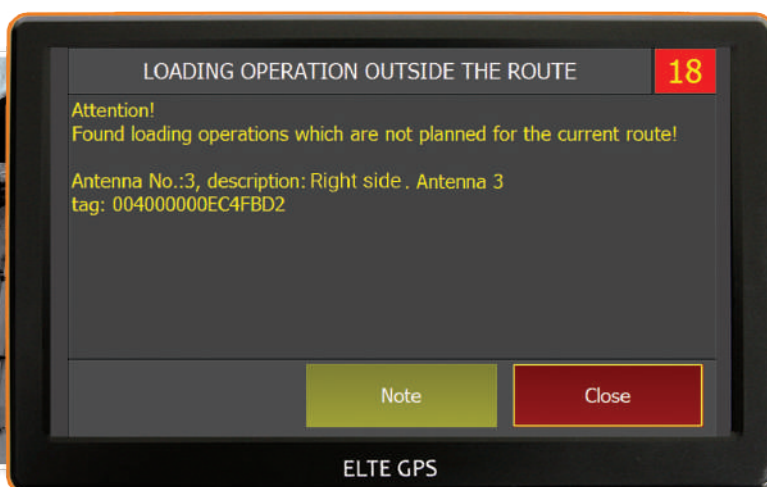 LOADING OPERATION OUTSIDE THE ROUTE
18
Attention!
Found loading operations which are not planned for the current route!
Antenna No.:3, description: Right side. Antenna 3
tag: 004000000EC4FBD2
Note
Close
ELTE GPS